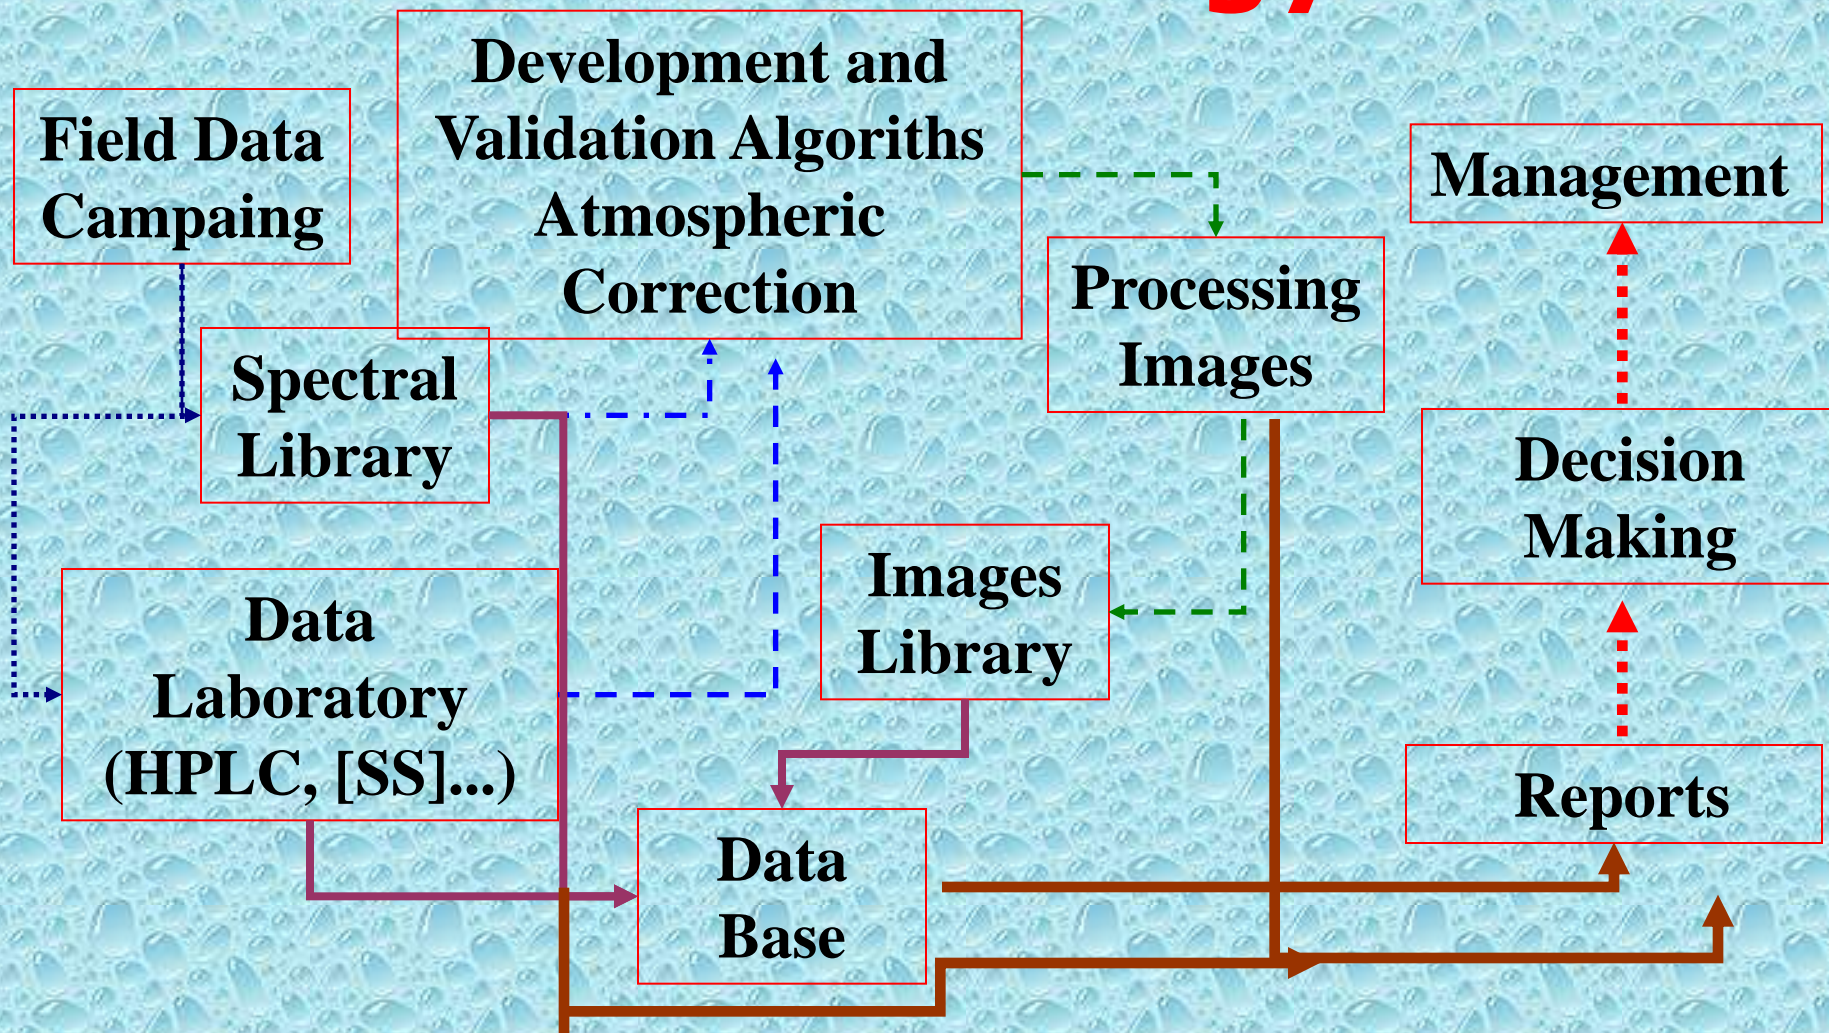 Field Data
Campaing
Development and
Validation Algoriths
Atmospheric
Correction
Management
Processing
Images
Spectral
Library
Decision
Making
Images
Library
Data
Laboratory
(HPLC, [SS]...)
Reports
Data
Base